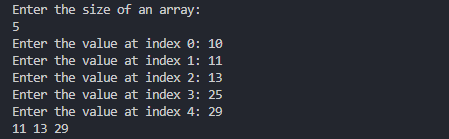 Enter the size of an array:
5
Enter the value at index 0: 10
Enter the value at index 1: 11
Enter the value at index 2: 13
Enter the value at index 3: 25
Enter the value at index 4: 29
11 13 29